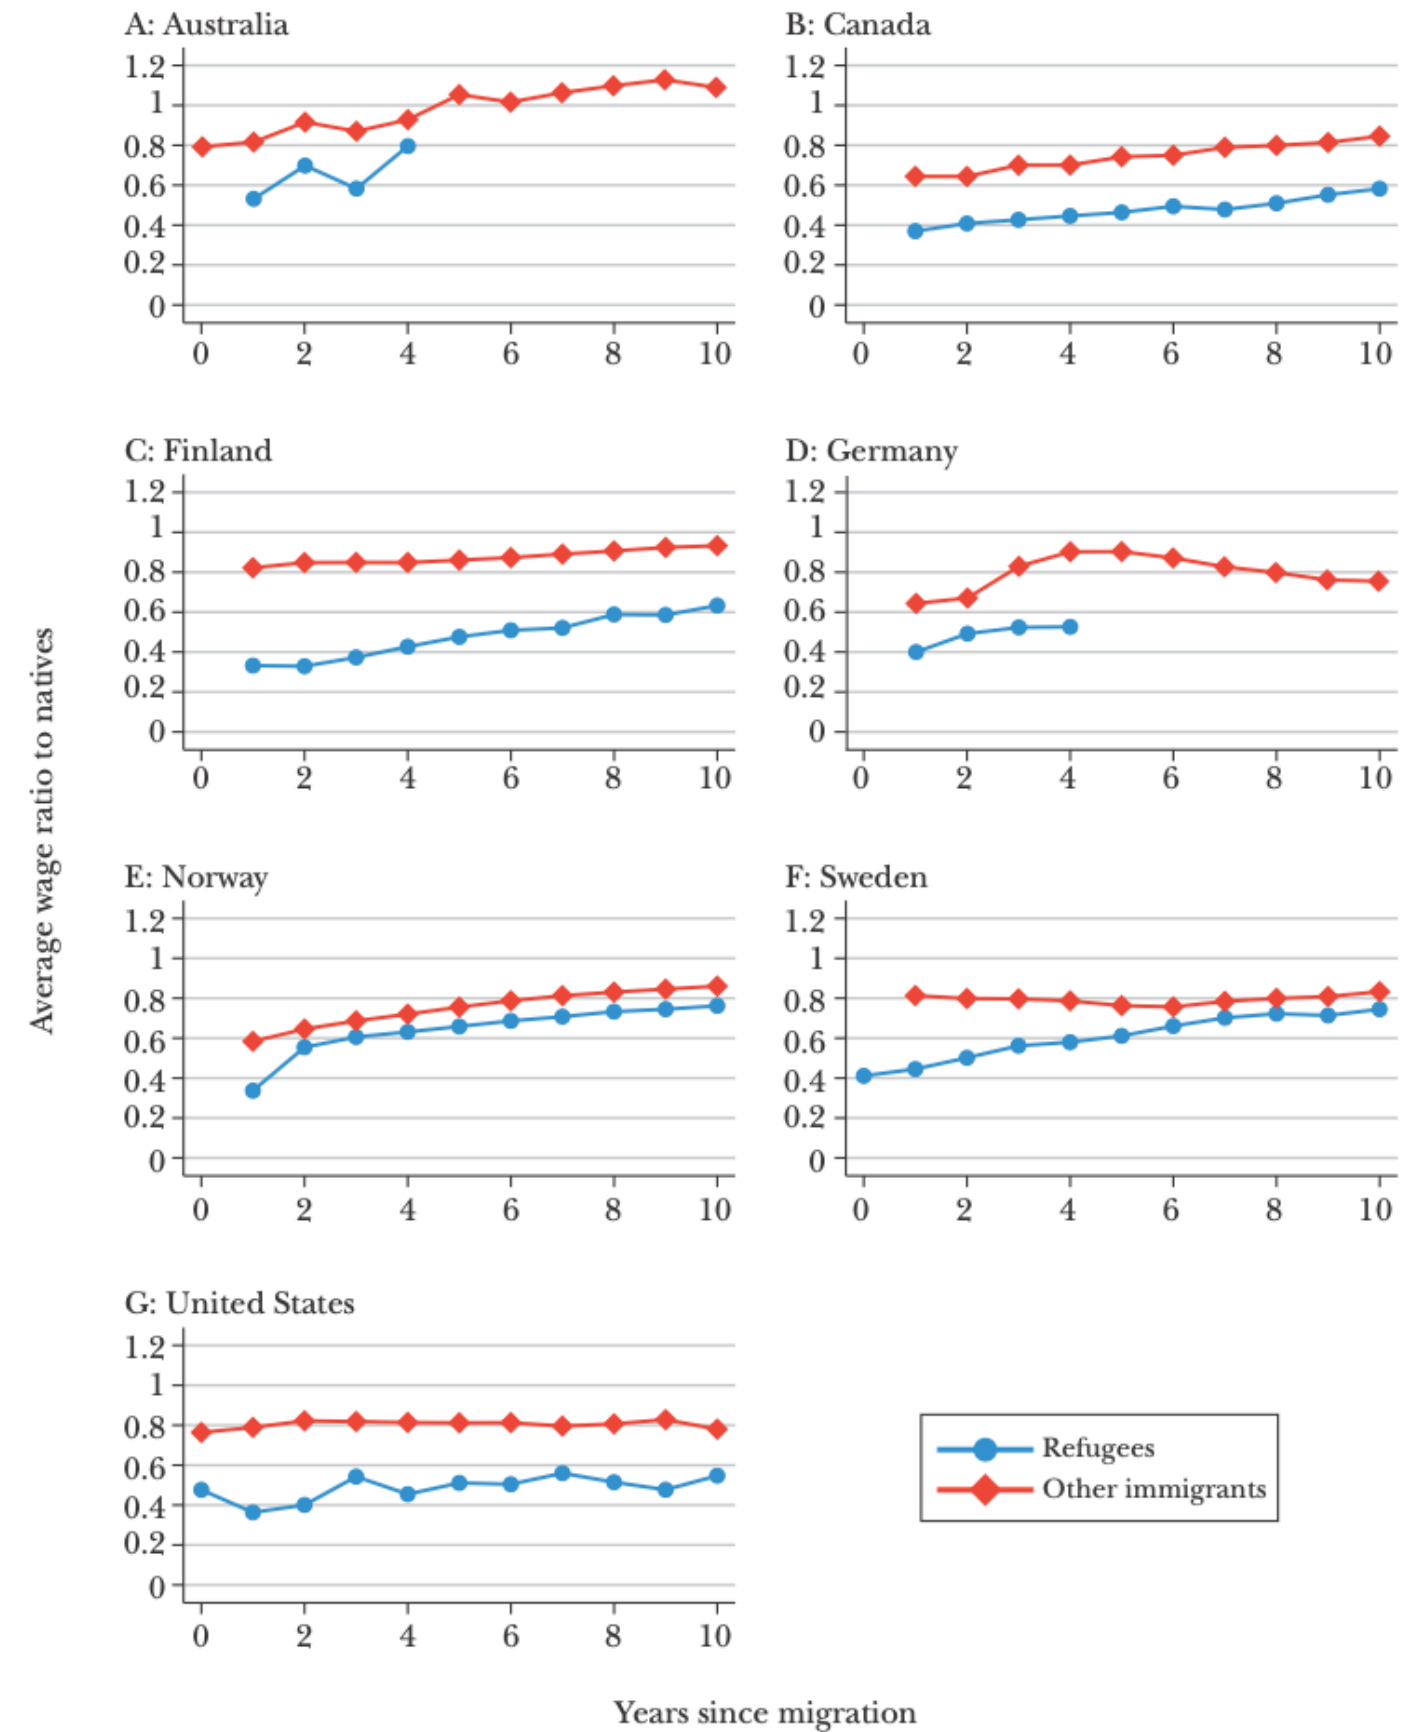 A: Australia
1.2
1
0.8
0.6
0.4
0.2
0
0 2 4 6 8 10
B: Canada
1.2
1
0.8
0.6
0.4
0.2
0
0 2 4 6 8 10
C: Finland
1.2
1
0.8
0.6
0.4
0.2
0
0 2 4 6 8 10
D: Germany
1.2
1
0.8
0.6
0.4
0.2
0
0 2 4 6 8 10
Average wage ratio to natives
E: Norway
1.2
1
0.8
0.6
0.4
0.2
0
0 2 4 6 8 10
F: Sweden
1.2
1
0.8
0.6
0.4
0.2
0
0 2 4 6 8 10
G: United States
1.2
1
0.8
0.6
0.4
0.2
0
0 2 4 6 8 10
Refugees
Other immigrants
Years since migration